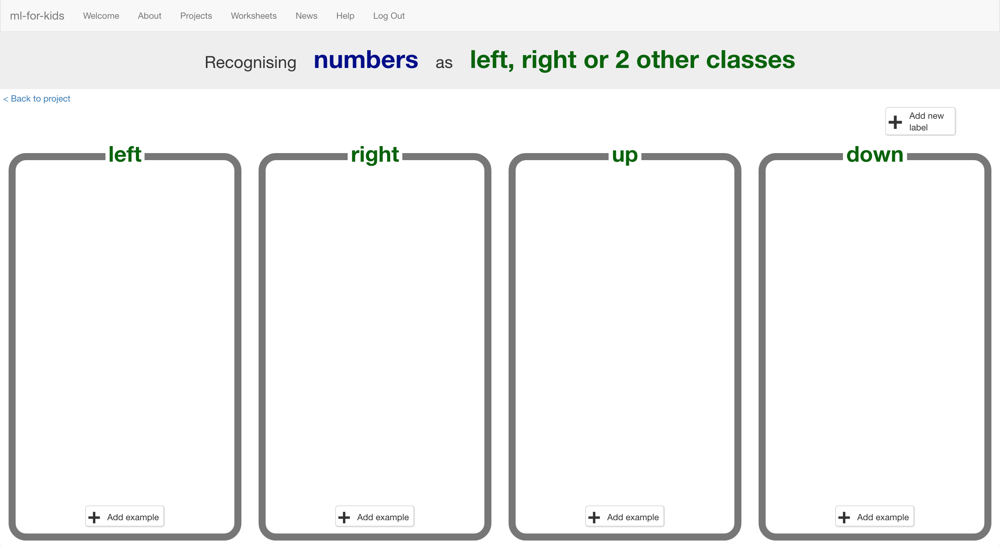 ml-for-kids Welcome About Projects Worksheets News Help Log Out
Recognising numbers as left, right or 2 other classes
< Back to project
Add new
label
left right up down
Add example Add example Add example Add example